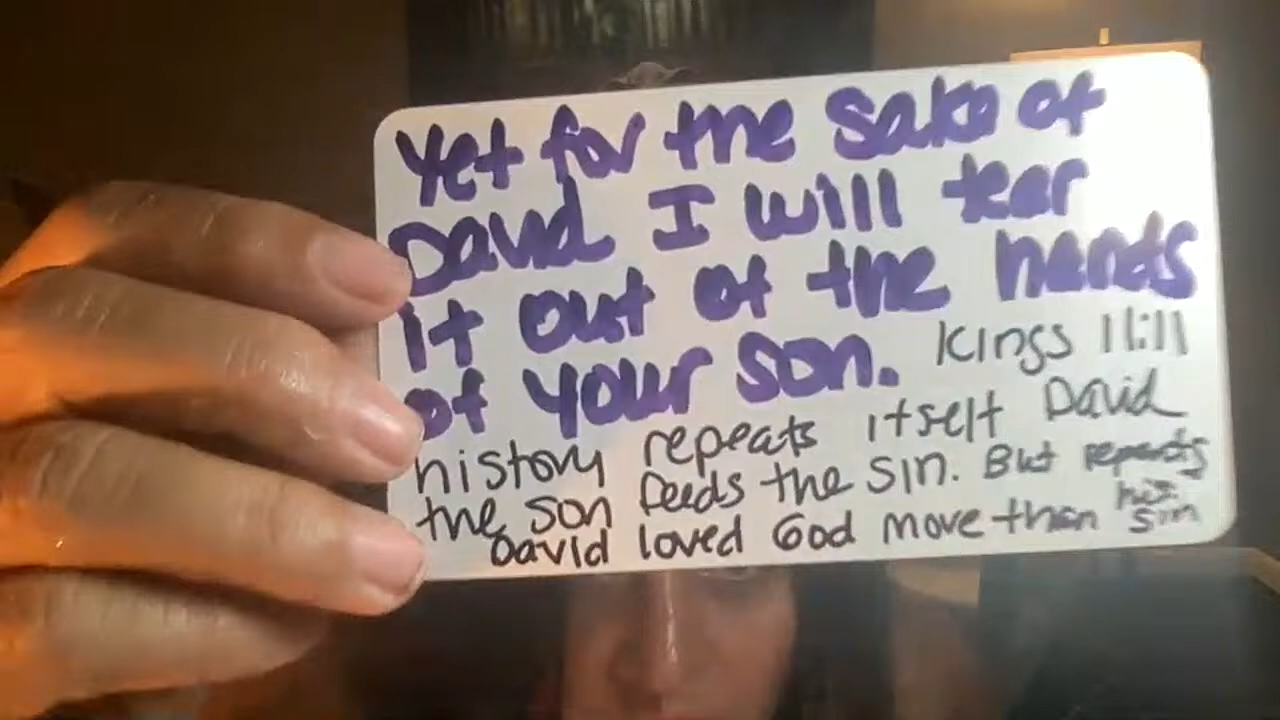 Yet for the sake of
David I will tear
it out of the hands
of your son. Kings 11:11
history repeats itself David
the son feeds the sin. But repents
David loved God more than his sin